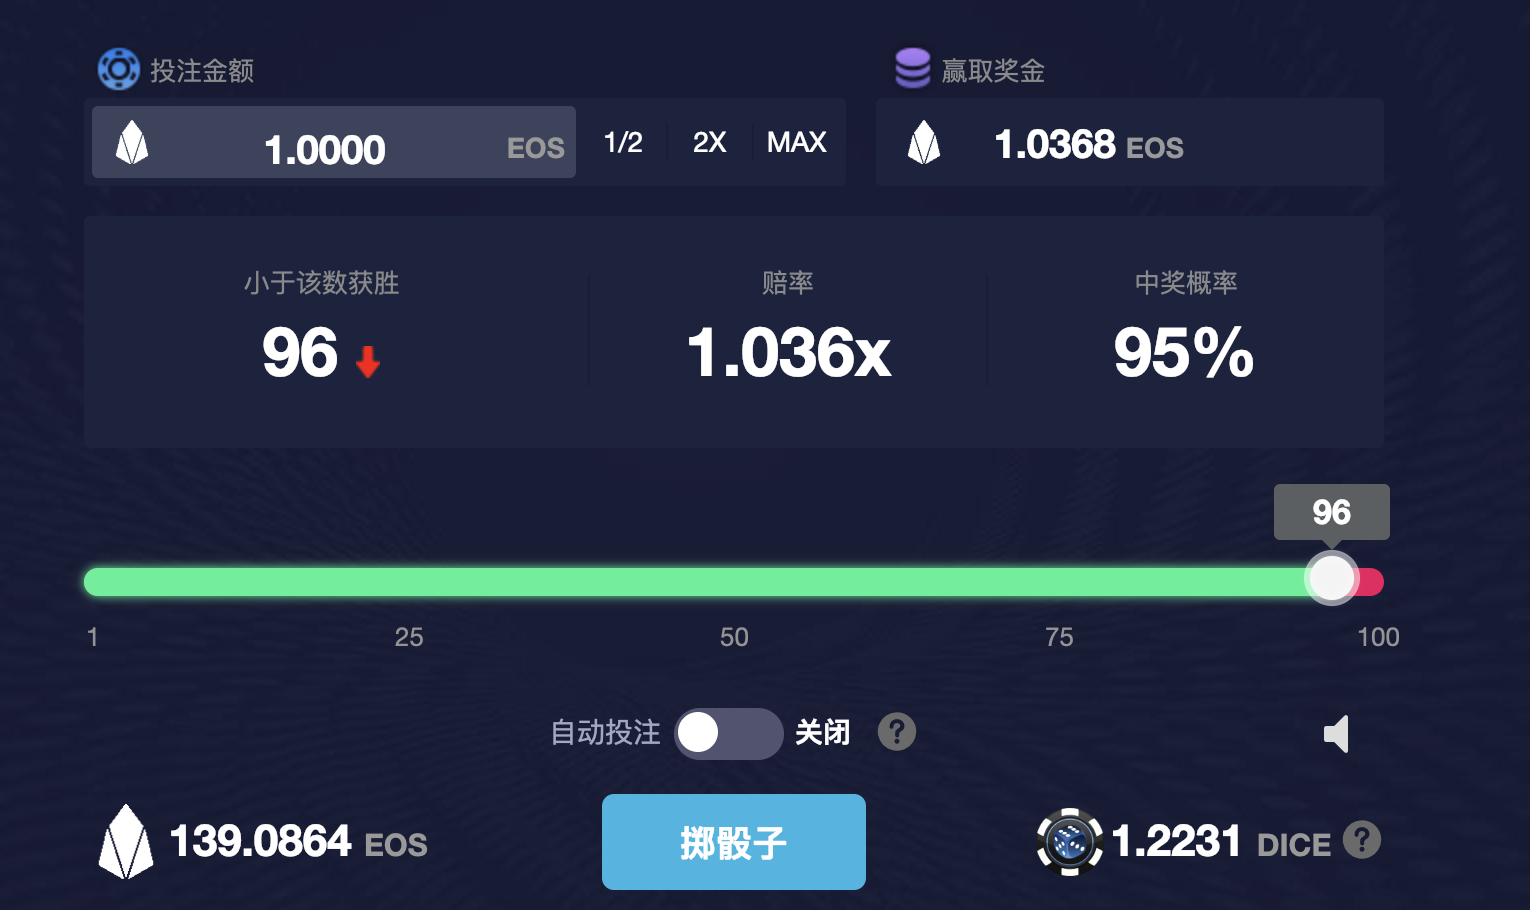 投注金额
赢取奖金
1.0000 EOS 1/2 2X MAX
1.0368 EOS
小于该数获胜
赔率
中奖概率
96
1.036x
95%
96
1 25 50 75 100
自动投注 关闭 ?
139.0864 EOS
掷骰子
1.2231 DICE ?